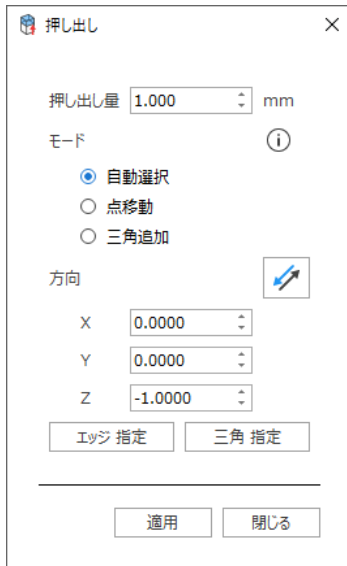 押し出し
押し出し量 1.000 mm
モード
自動選択
点移動
三角追加
方向
X 0.0000
Y 0.0000
Z -1.0000
エッジ 指定 三角 指定
適用 閉じる